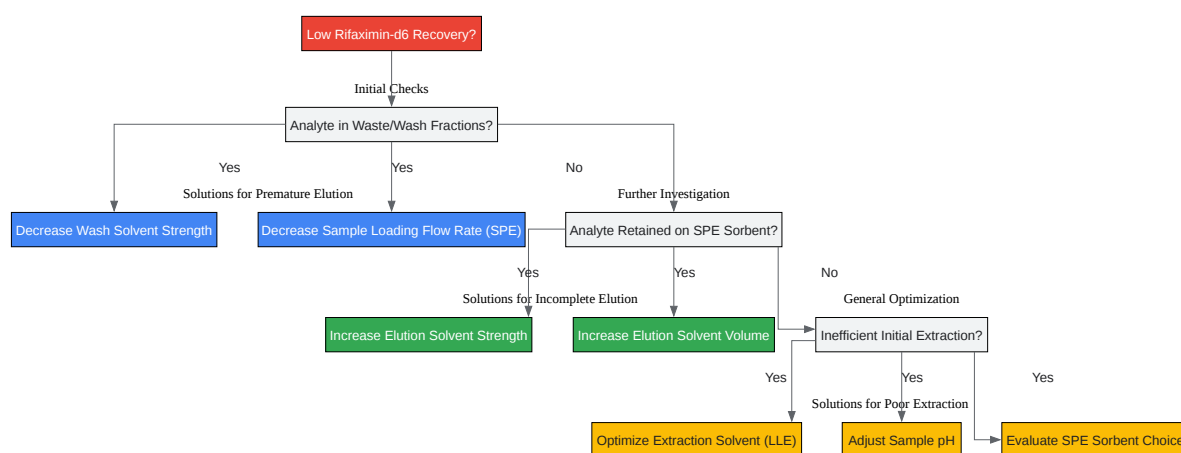 Low Rifaximin-d6 Recovery?
Initial Checks
Analyte in Waste/Wash Fractions?
Yes
Yes
No
Solutions for Premature Elution
Further Investigation
Decrease Wash Solvent Strength
Decrease Sample Loading Flow Rate (SPE)
Analyte Retained on SPE Sorbent?
Yes
Yes
No
Solutions for Incomplete Elution
General Optimization
Increase Elution Solvent Strength
Increase Elution Solvent Volume
Inefficient Initial Extraction?
Yes
Yes
Yes
Solutions for Poor Extraction
Optimize Extraction Solvent (LLE)
Adjust Sample pH
Evaluate SPE Sorbent Choice